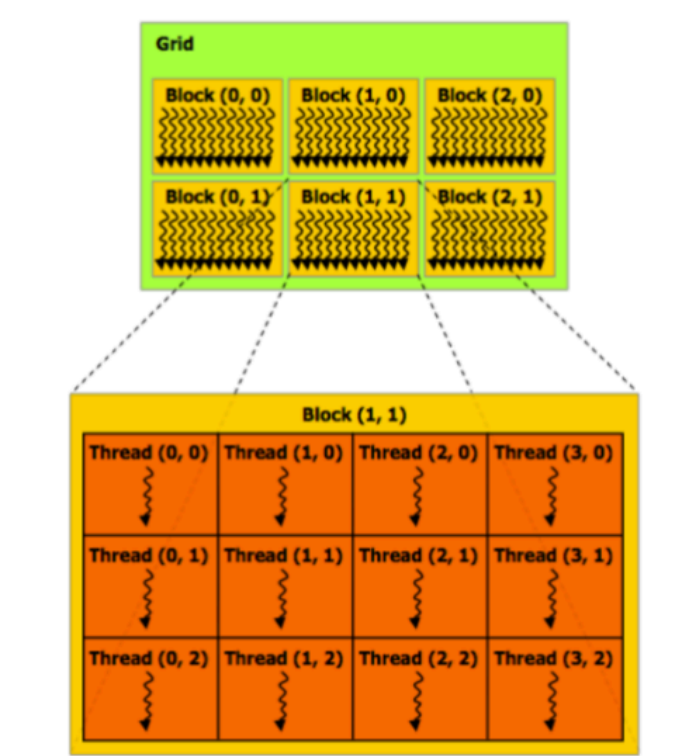 Grid
Block (0, 0) Block (1, 0) Block (2, 0)
Block (0, 1) Block (1, 1) Block (2, 1)
Block (1, 1)
Thread (0, 0) Thread (1, 0) Thread (2, 0) Thread (3, 0)
Thread (0, 1) Thread (1, 1) Thread (2, 1) Thread (3, 1)
Thread (0, 2) Thread (1, 2) Thread (2, 2) Thread (3, 2)